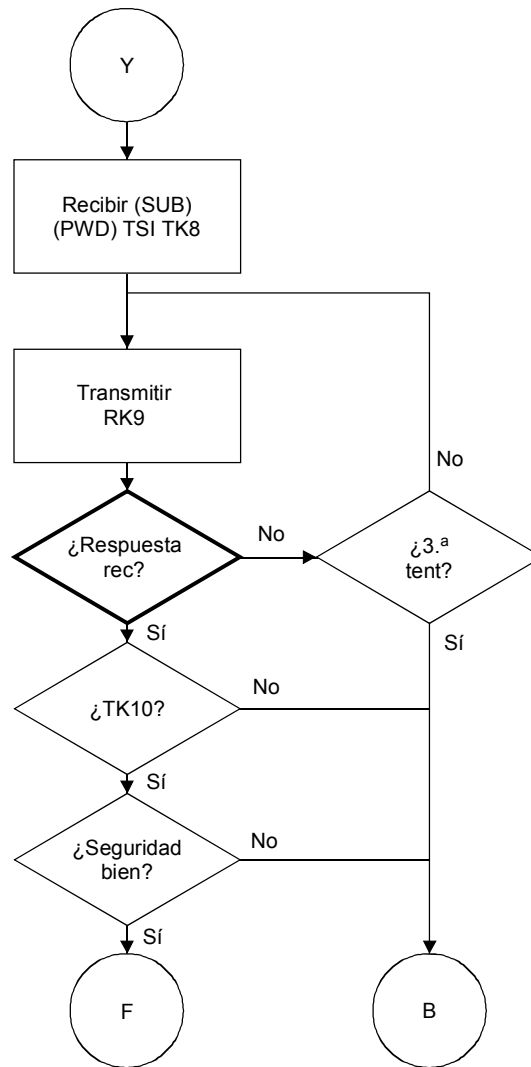 Y
Recibir (SUB)
(PWD) TSI TK8
Transmitir
RK9
No
¿Respuesta
rec?
No
¿3.ª
tent?
Sí
Sí
¿TK10?
No
Sí
¿Seguridad
bien?
No
Sí
F
B